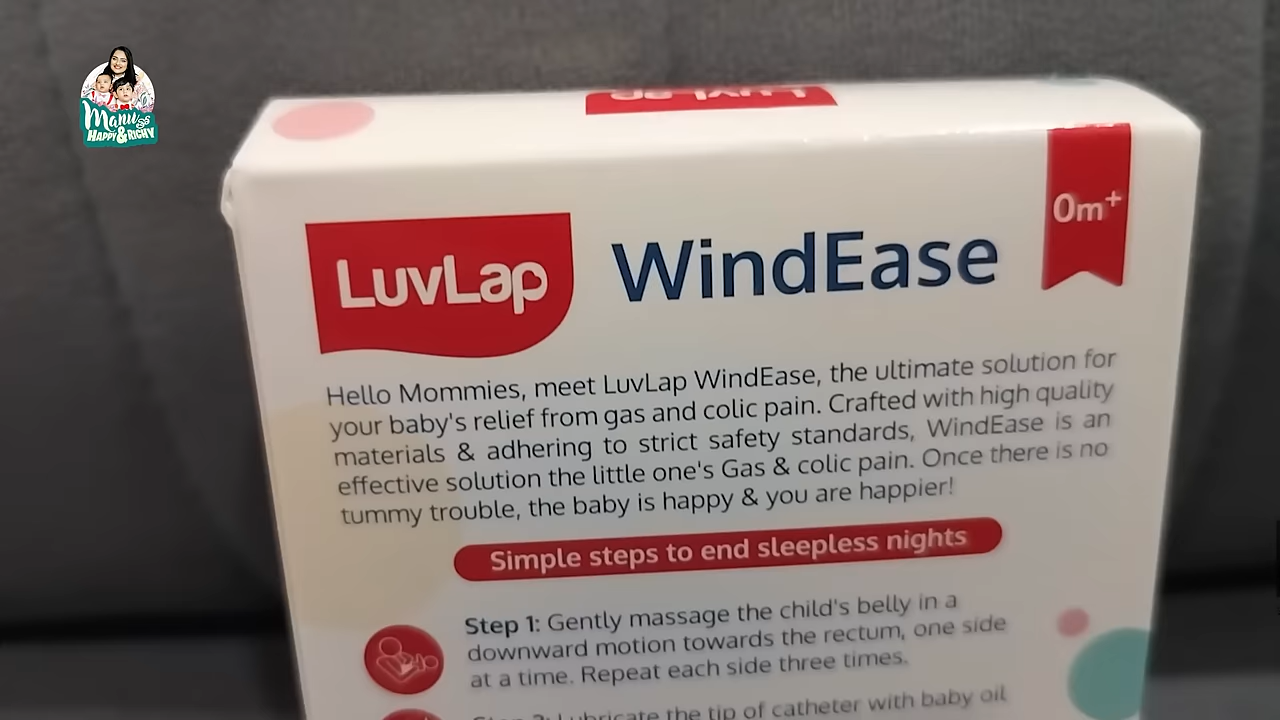 Manu's
HAPPY & RICHY
LUVLAP
LUVLAP
WindEase
0m+
Hello Mommies, meet LuvLap WindEase, the ultimate solution for
your baby's relief from gas and colic pain. Crafted with high quality
materials & adhering to strict safety standards, WindEase is an
effective solution the little one's Gas & colic pain. Once there is no
tummy trouble, the baby is happy & you are happier!
Simple steps to end sleepless nights
Step 1: Gently massage the child's belly in a
downward motion towards the rectum, one side
at a time. Repeat each side three times.
Step 2: Lubricate the tip of catheter with baby oil